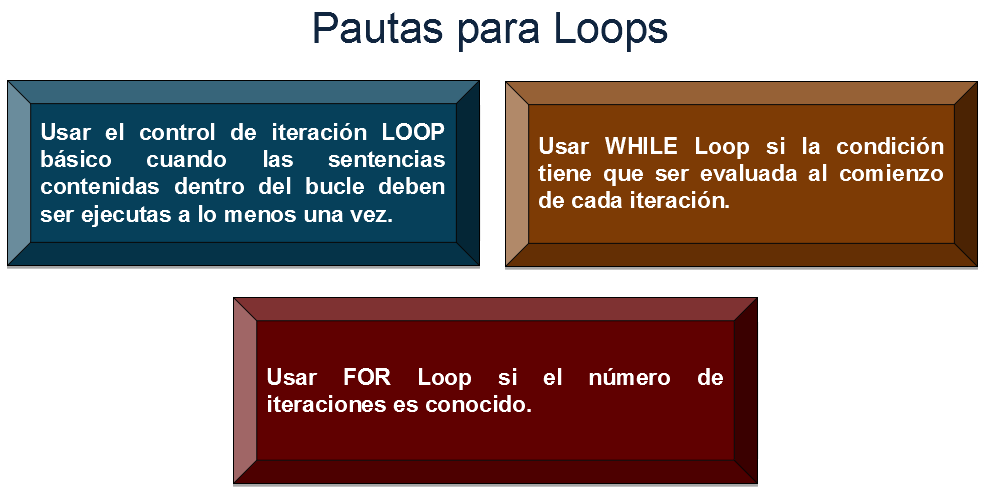 Pautas para Loops
Usar el control de iteración LOOP
básico cuando las sentencias
contenidas dentro del bucle deben
ser ejecutas a lo menos una vez.
Usar WHILE Loop si la condición
tiene que ser evaluada al comienzo
de cada iteración.
Usar FOR Loop si el número de
iteraciones es conocido.